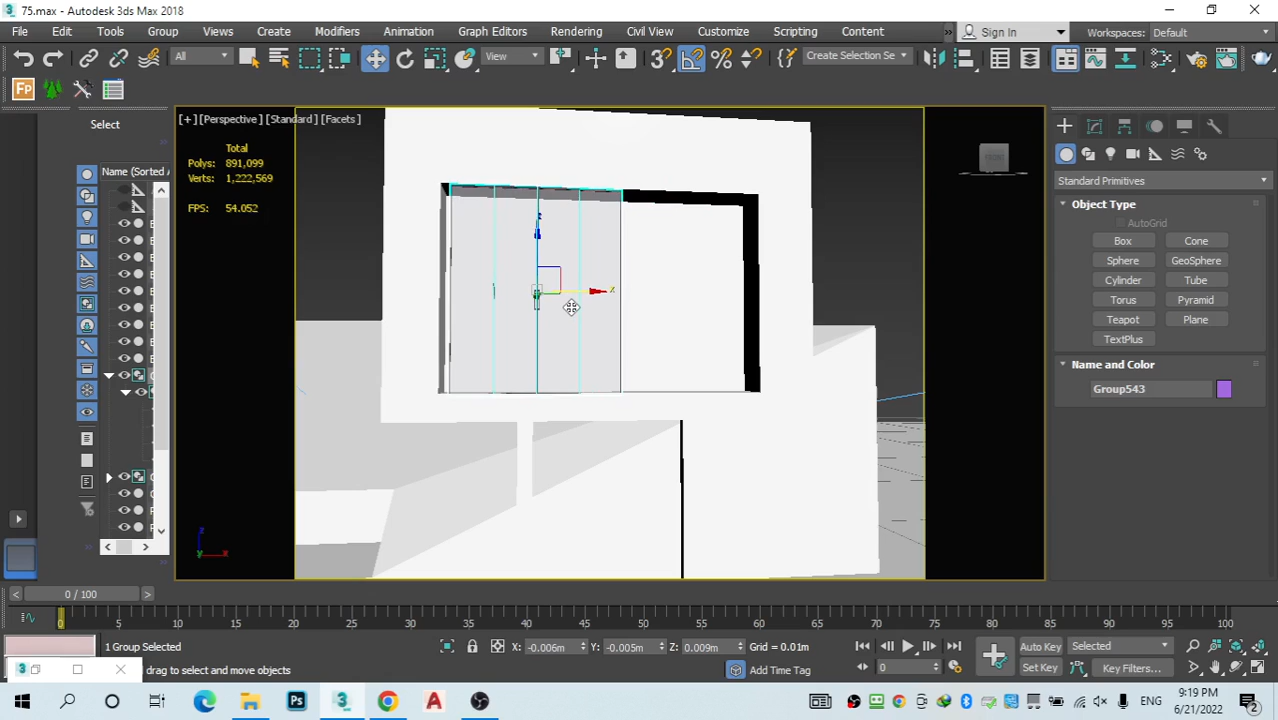 75.max - Autodesk 3ds Max 2018
File Edit Tools Group Views Create Modifiers Animation Graph Editors Rendering Civil View Customize Scripting Content Sign In Workspaces: Default
All View Create Selection Se
Fp
Select
Name (Sorted A
[+] [Perspective] [Standard] [Facets]
Total
Polys: 891,099
Verts: 1,222,569
FPS: 54.052
FRONT
x
z
z
y x
Standard Primitives
Object Type
AutoGrid
Box Cone
Sphere GeoSphere
Cylinder Tube
Torus Pyramid
Teapot Plane
TextPlus
Name and Color
Group543
0 / 100
0 5 10 15 20 25 30 35 40 45 50 55 60 65 70 75 80 85 90 95 100
1 Group Selected X: -0.006m Y: -0.005m Z: 0.009m Grid = 0.01m Auto Key Selected
drag to select and move objects Add Time Tag 0 Set Key Key Filters...
Ps 3 A ENG 9:19 PM 6/21/2022 2